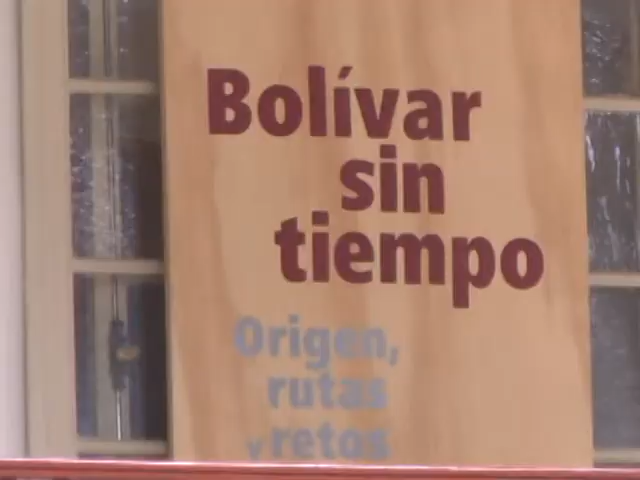 Bolívar
sin
tiempo
Origen,
rutas
y retos